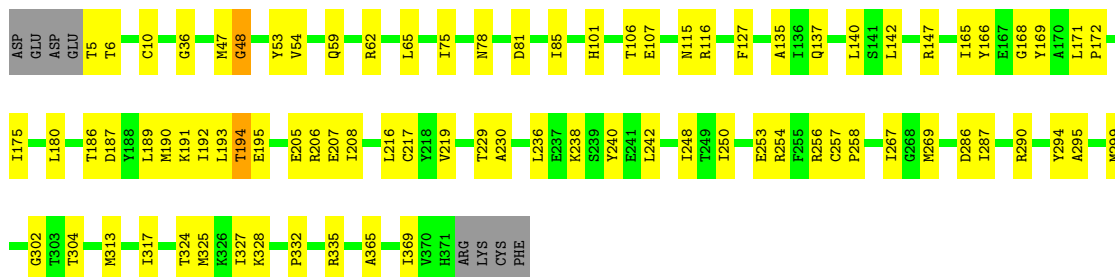 ASP GLU ASP GLU T5 T6 C10 G36 M47 G48 Y53 V54 Q59 R62 L65 I75 N78 D81 I85 H101 T106 E107 N115 R116 F127 A135 I136 Q137 L140 S141 L142 R147 I165 Y166 E167 G168 Y169 A170 L171 P172
I175 L180 T186 D187 Y188 L189 M190 K191 I192 L193 T194 E195 E205 R206 E207 I208 L216 C217 Y218 V219 T229 A230 L236 E237 K238 S239 Y240 E241 L242 I248 T249 I250 E253 R254 F255 R256 C257 P258 I267 G268 M269 D286 I287 R290 Y294 A295 M299
G302 T303 T304 M313 I317 T324 M325 K326 I327 K328 P332 R335 A365 I369 V370 H371 ARG LYS CYS PHE